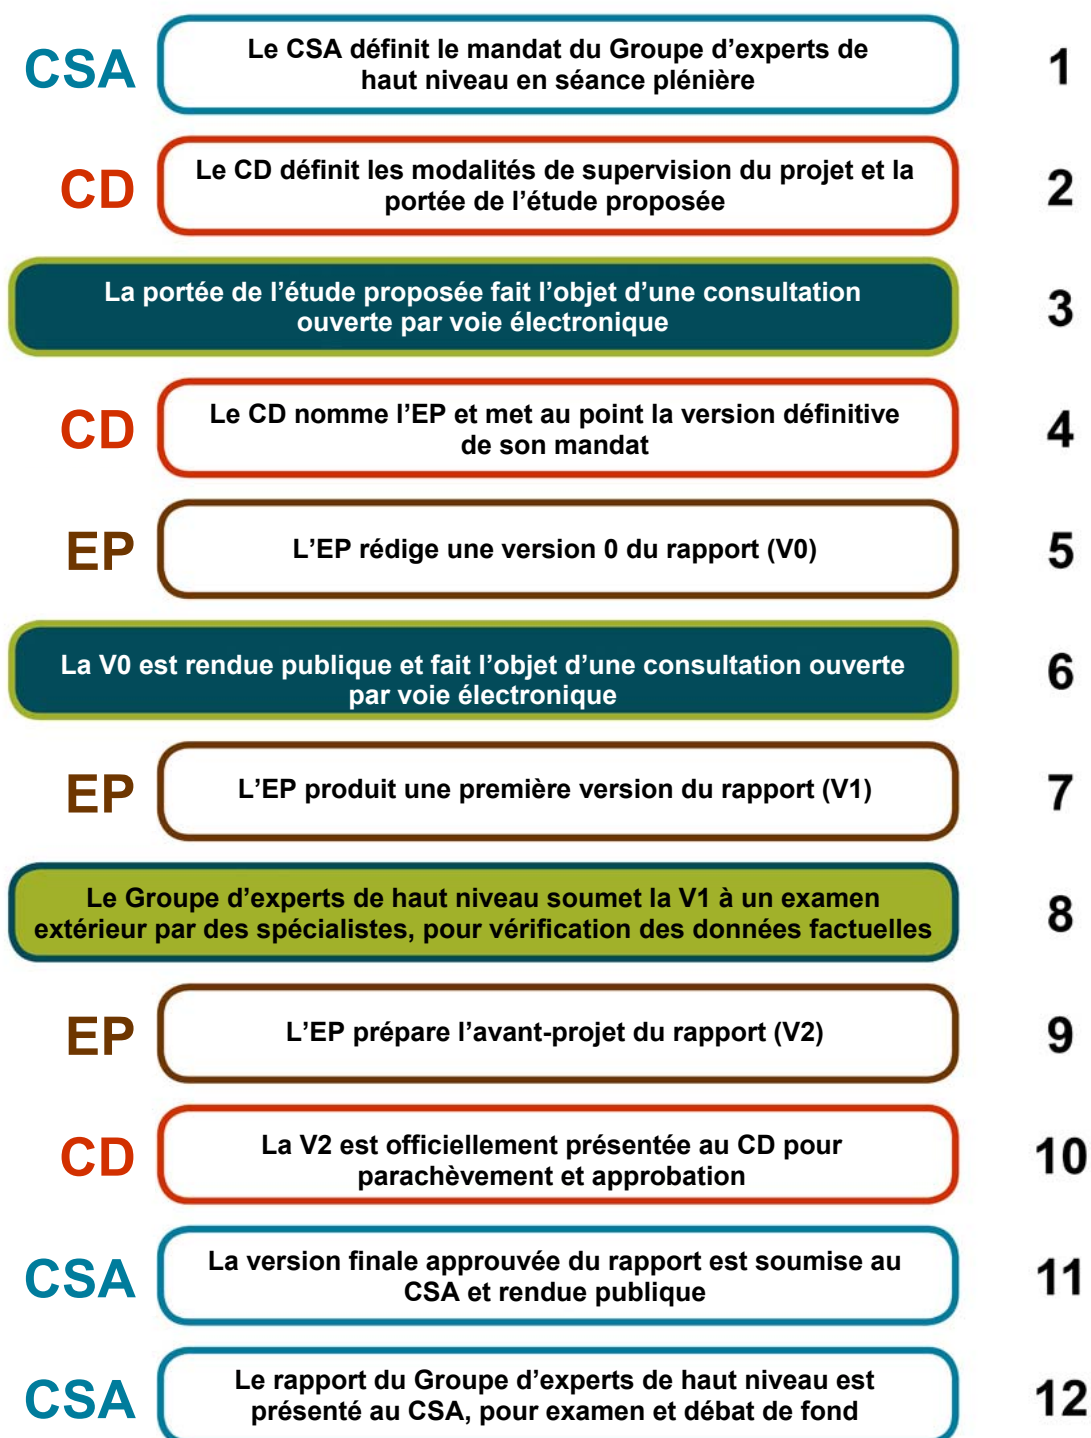 CSA
Le CSA définit le mandat du Groupe d’experts de
haut niveau en séance plénière
1
CD
Le CD définit les modalités de supervision du projet et la
portée de l’étude proposée
2
La portée de l’étude proposée fait l’objet d’une consultation
ouverte par voie électronique
3
CD
Le CD nomme l’EP et met au point la version définitive
de son mandat
4
EP
L’EP rédige une version 0 du rapport (V0)
5
La V0 est rendue publique et fait l’objet d’une consultation ouverte
par voie électronique
6
EP
L’EP produit une première version du rapport (V1)
7
Le Groupe d’experts de haut niveau soumet la V1 à un examen
extérieur par des spécialistes, pour vérification des données factuelles
8
EP
L’EP prépare l’avant-projet du rapport (V2)
9
CD
La V2 est officiellement présentée au CD pour
parachèvement et approbation
10
CSA
La version finale approuvée du rapport est soumise au
CSA et rendue publique
11
CSA
Le rapport du Groupe d’experts de haut niveau est
présenté au CSA, pour examen et débat de fond
12